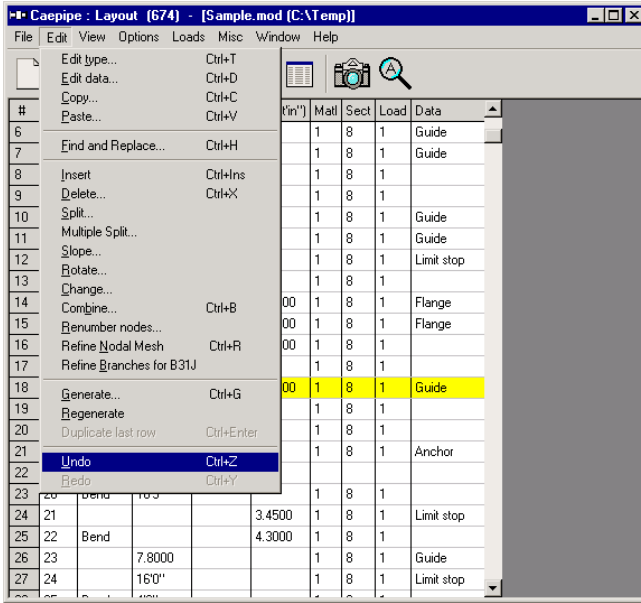 Caepipe : Layout (674) - [Sample.mod (C:\Temp)]
File Edit View Options Loads Misc Window Help
Edit type... Ctrl+T
Edit data... Ctrl+D
Copy... Ctrl+C
Paste... Ctrl+V
Find and Replace... Ctrl+H
Insert Ctrl+Ins
Delete... Ctrl+X
Split...
Multiple Split...
Slope...
Rotate...
Change...
Combine... Ctrl+B
Renumber nodes...
Refine Nodal Mesh Ctrl+R
Refine Branches for B31J
Generate... Ctrl+G
Regenerate
Duplicate last row Ctrl+Enter
Undo Ctrl+Z
Redo Ctrl+Y
A
# t'in") Matl Sect Load Data
6 1 8 1 Guide
7 1 8 1 Guide
8 1 8 1
9 1 8 1
10 1 8 1 Guide
11 1 8 1 Guide
12 1 8 1 Limit stop
13 1 8 1
14 00 1 8 1 Flange
15 00 1 8 1 Flange
16 00 1 8 1
17 1 8 1
18 00 1 8 1 Guide
19 1 8 1
20 1 8 1
21 1 8 1 Anchor
22
23 20 Bend 1 8 1
24 21 3.4500 1 8 1 Limit stop
25 22 Bend 4.3000 1 8 1
26 23 7.8000 1 8 1 Guide
27 24 16'0" 1 8 1 Limit stop